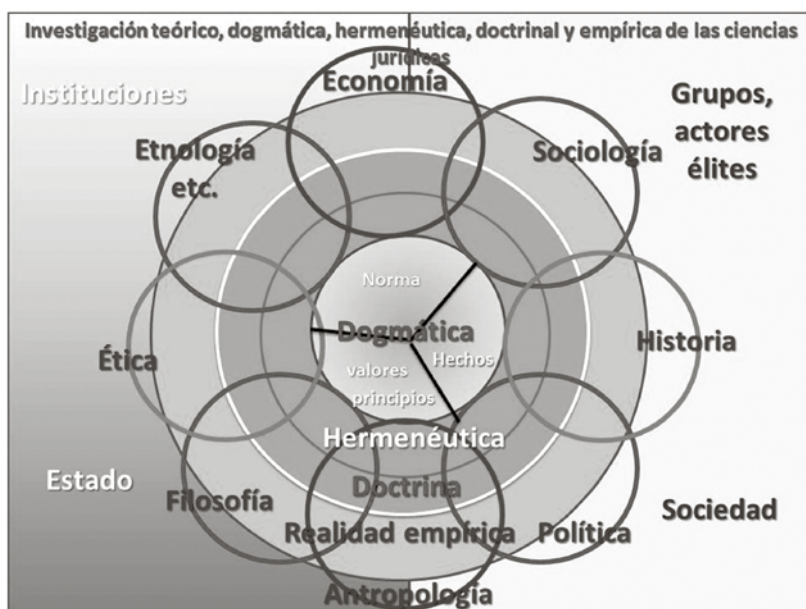 Investigación teórico, dogmática, hermenéutica, doctrinal y empírica de las ciencias
jurídicas
Instituciones
Economía
Grupos,
actores
élites
Etnología
etc.
Sociología
Norma
Dogmática
Ética
Historia
Hechos
valores
principios
Hermenéutica
Estado
Filosofía
Doctrina
Sociedad
Realidad empírica
Política
Antropología